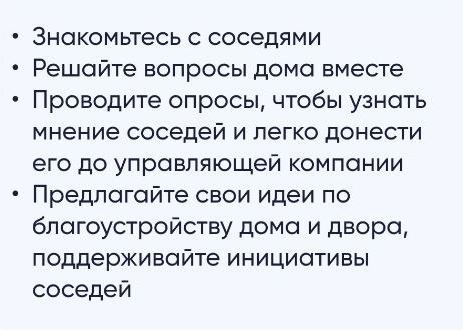 • Знакомьтесь с соседями
• Решайте вопросы дома вместе
• Проводите опросы, чтобы узнать
мнение соседей и легко донести
его до управляющей компании
• Предлагайте свои идеи по
благоустройству дома и двора,
поддерживайте инициативы
соседей